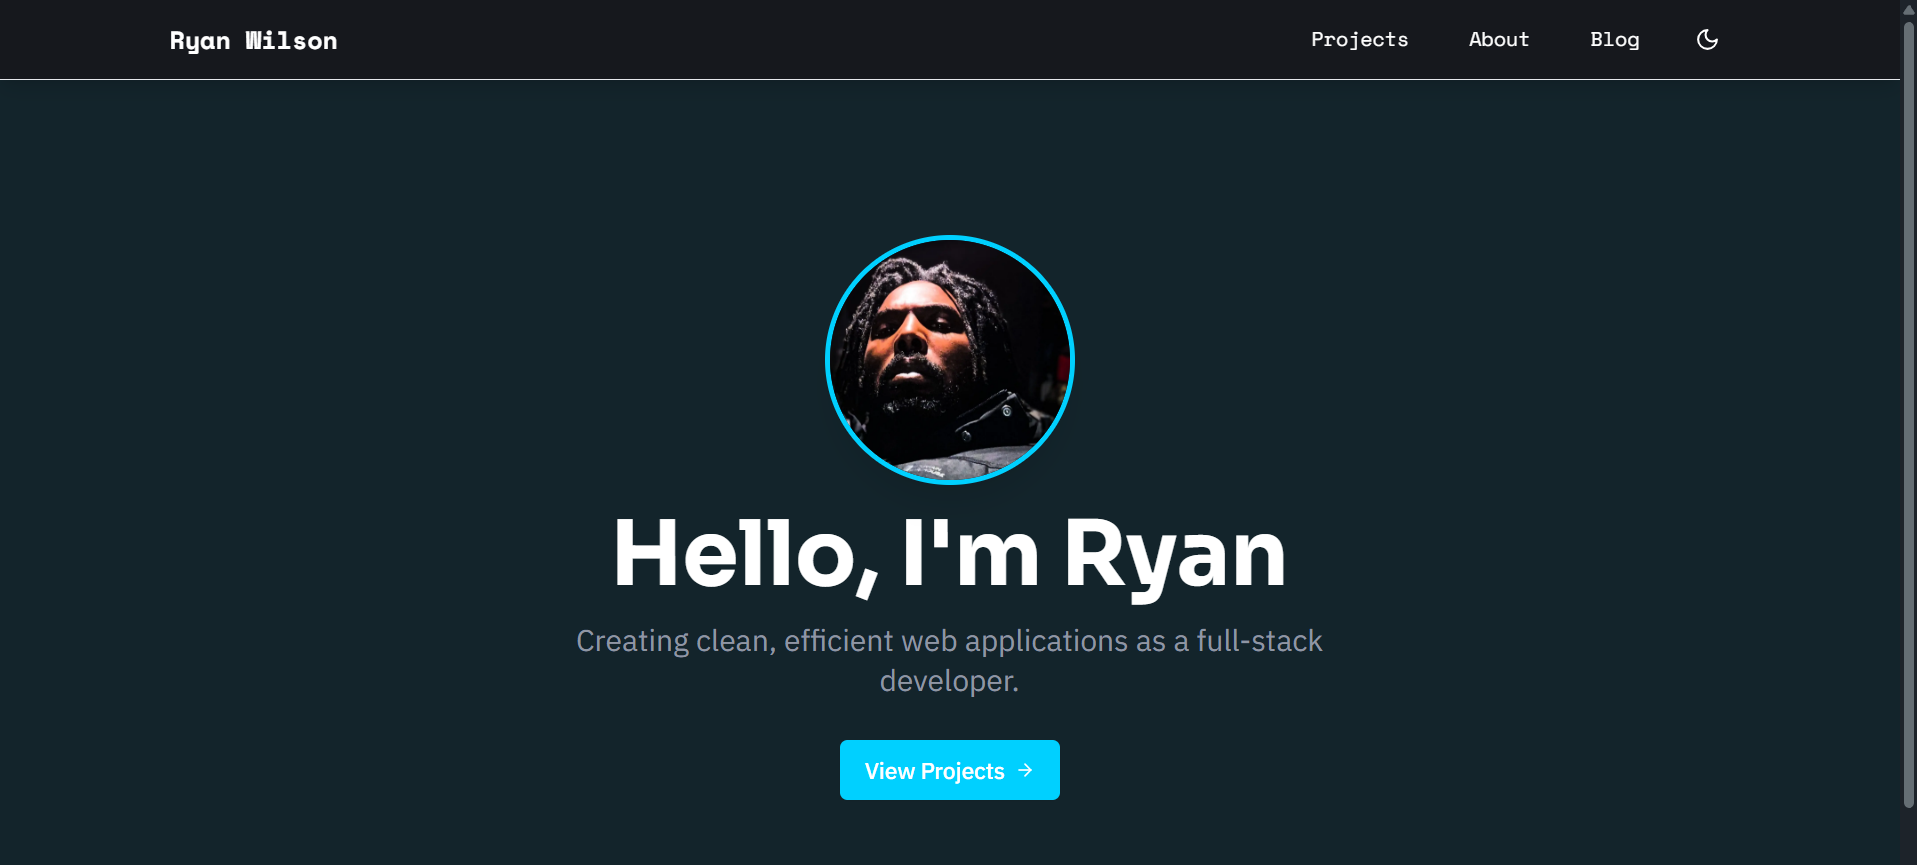 Ryan Wilson
Projects
About
Blog
Hello, I'm Ryan
Creating clean, efficient web applications as a full-stack
developer.
View Projects →